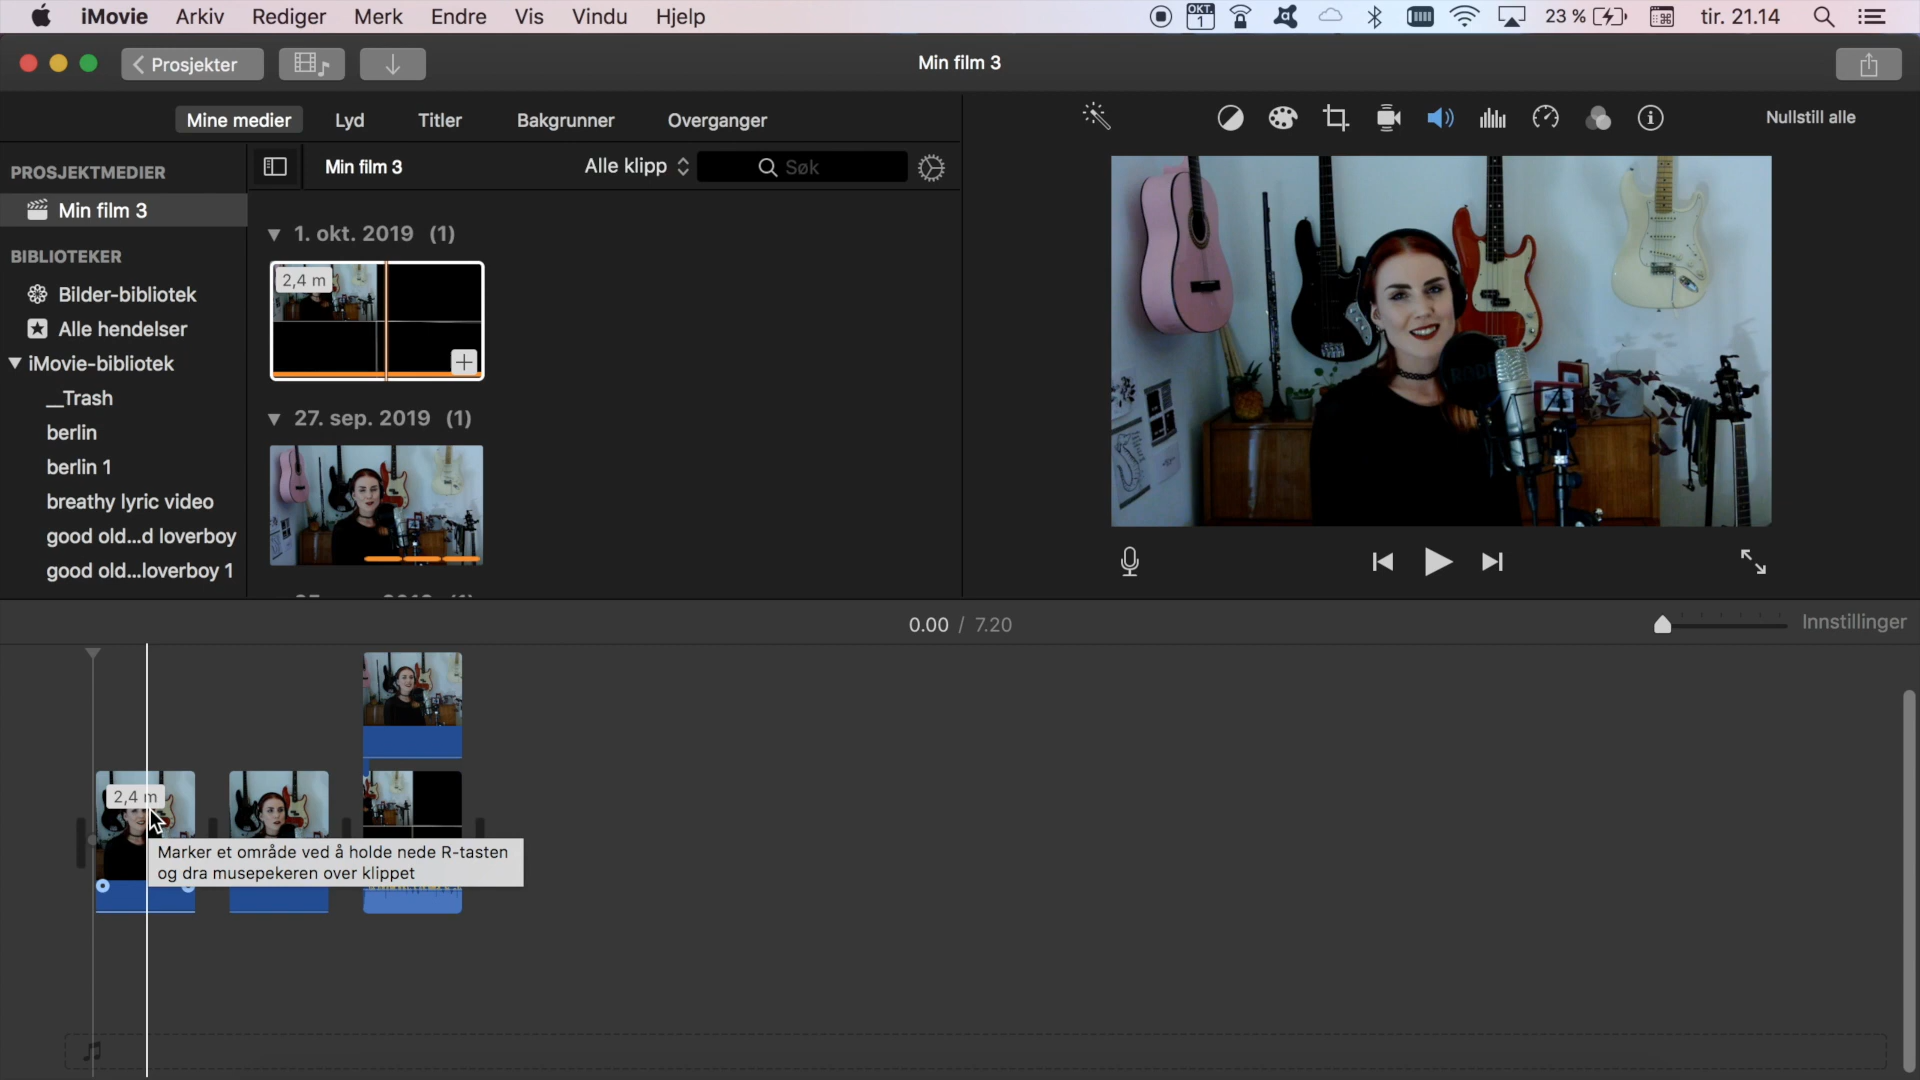 iMovie Arkiv Rediger Merk Endre Vis Vindu Hjelp OKT. 1 23 % tir. 21.14
Prosjekter Min film 3
Mine medier Lyd Titler Bakgrunner Overganger Nullstill alle
PROSJEKTMEDIER
Min film 3
BIBLIOTEKER
Bilder-bibliotek
Alle hendelser
iMovie-bibliotek
__Trash
berlin
berlin 1
breathy lyric video
good old...d loverboy
good old...loverboy 1
Min film 3 Alle klipp Søk
1. okt. 2019 (1)
2,4 m
27. sep. 2019 (1)
RODE
0.00 / 7.20 Innstillinger
2,4 m
Marker et område ved å holde nede R-tasten
og dra musepekeren over klippet